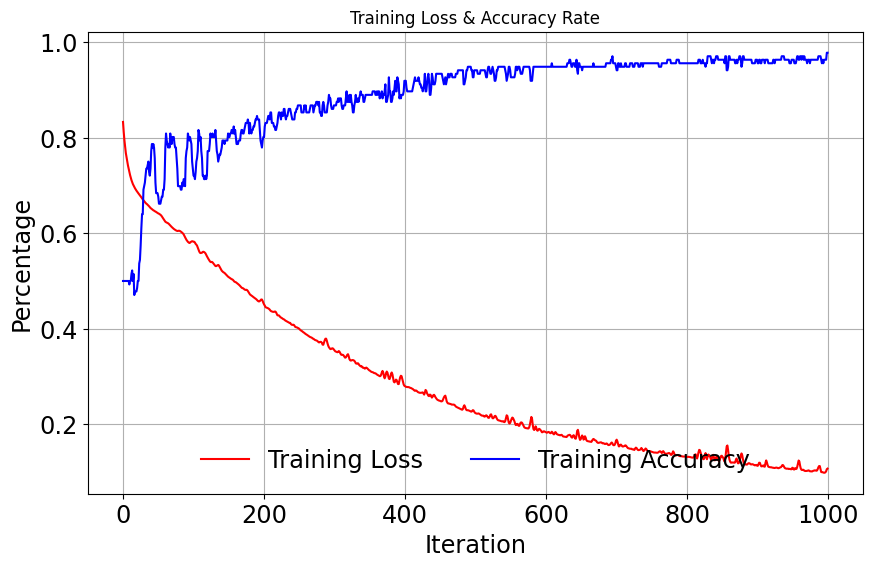 Training Loss & Accuracy Rate
Percentage
1.0
0.8
0.6
0.4
0.2
Training Loss
Training Accuracy
0
200
400
600
800
1000
Iteration